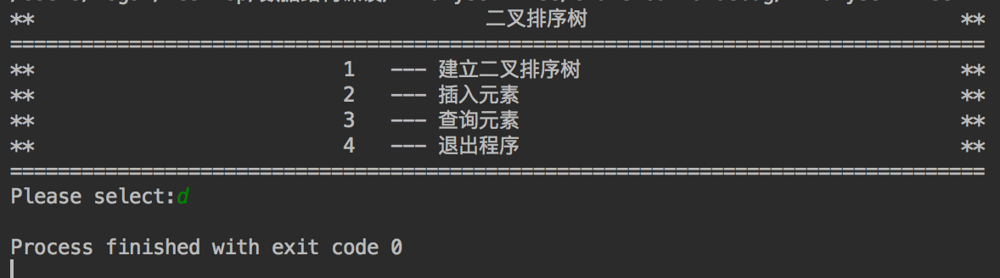 **                                      二叉排序树                                **
==================================================================================
**                          1   --- 建立二叉排序树                                **
**                          2   --- 插入元素                                      **
**                          3   --- 查询元素                                      **
**                          4   --- 退出程序                                      **
==================================================================================
Please select:d
Process finished with exit code 0